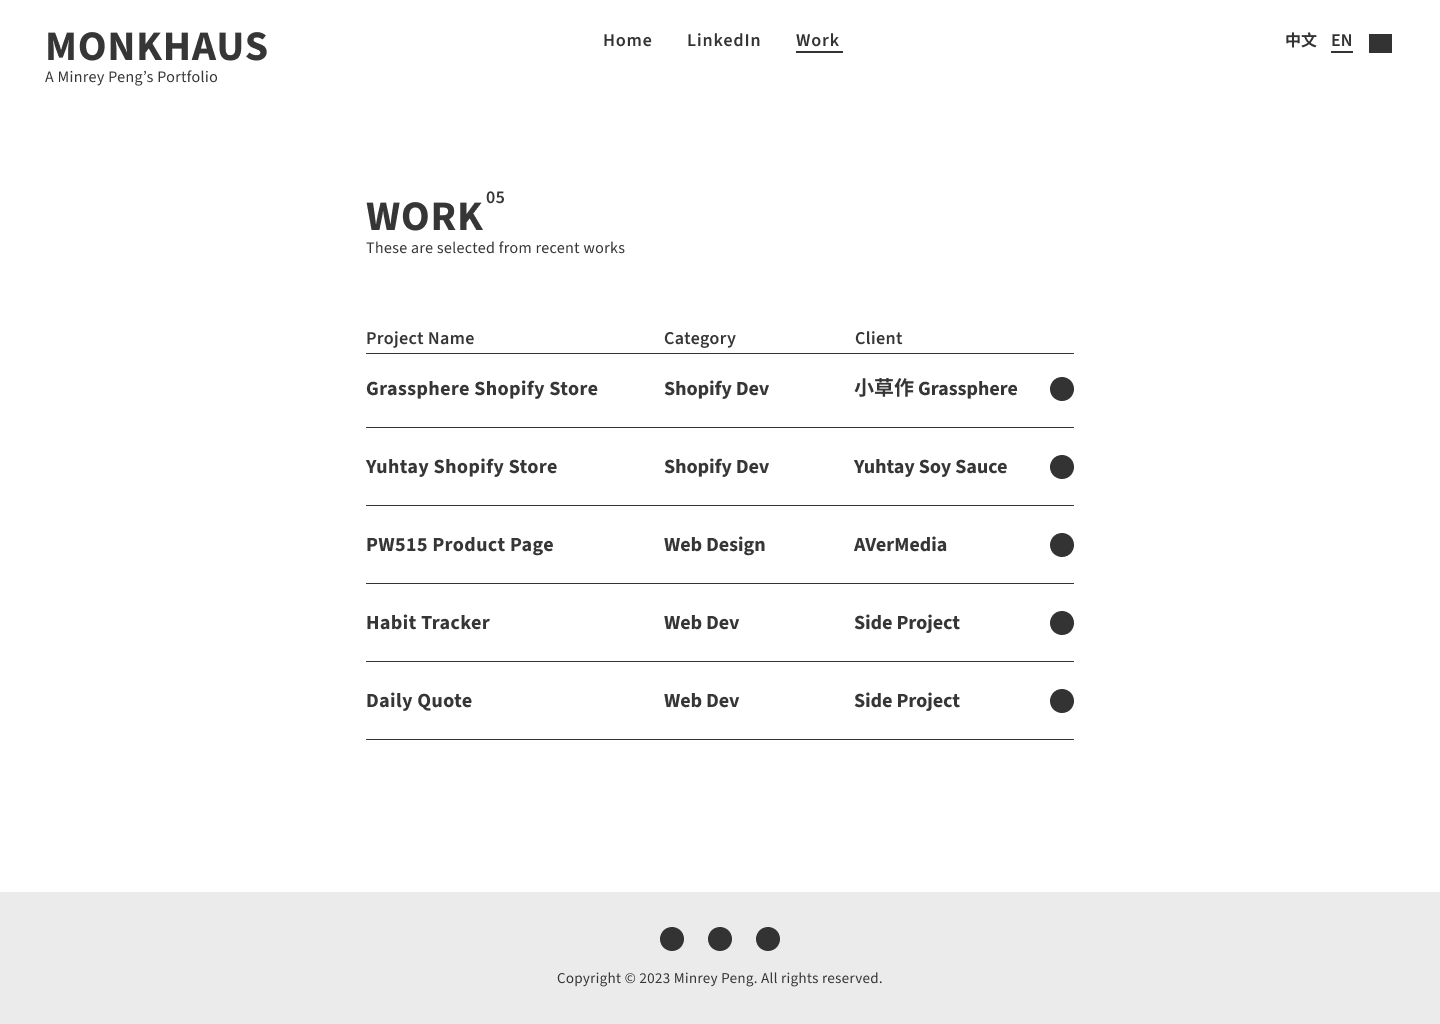 MONKHAUS
A Minrey Peng’s Portfolio
Home LinkedIn Work
中文 EN
WORK 05
These are selected from recent works
Project Name Category Client
Grassphere Shopify Store Shopify Dev 小草作 Grassphere
Yuhtay Shopify Store Shopify Dev Yuhtay Soy Sauce
PW515 Product Page Web Design AVerMedia
Habit Tracker Web Dev Side Project
Daily Quote Web Dev Side Project
Copyright © 2023 Minrey Peng. All rights reserved.